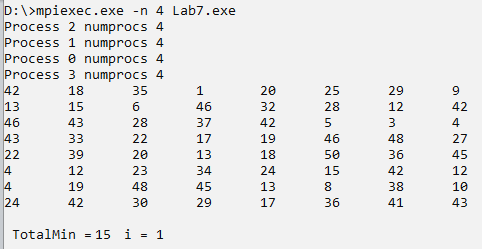 D:\>mpiexec.exe -n 4 Lab7.exe
Process 2 numprocs 4
Process 1 numprocs 4
Process 0 numprocs 4
Process 3 numprocs 4
42 18 35 1 20 25 29 9
13 15 6 46 32 28 12 42
46 43 28 37 42 5 3 4
43 33 22 17 19 46 48 27
22 39 20 13 18 50 36 45
4 12 23 34 24 15 42 12
4 19 48 45 13 8 38 10
24 42 30 29 17 36 41 43
TotalMin =15 i = 1